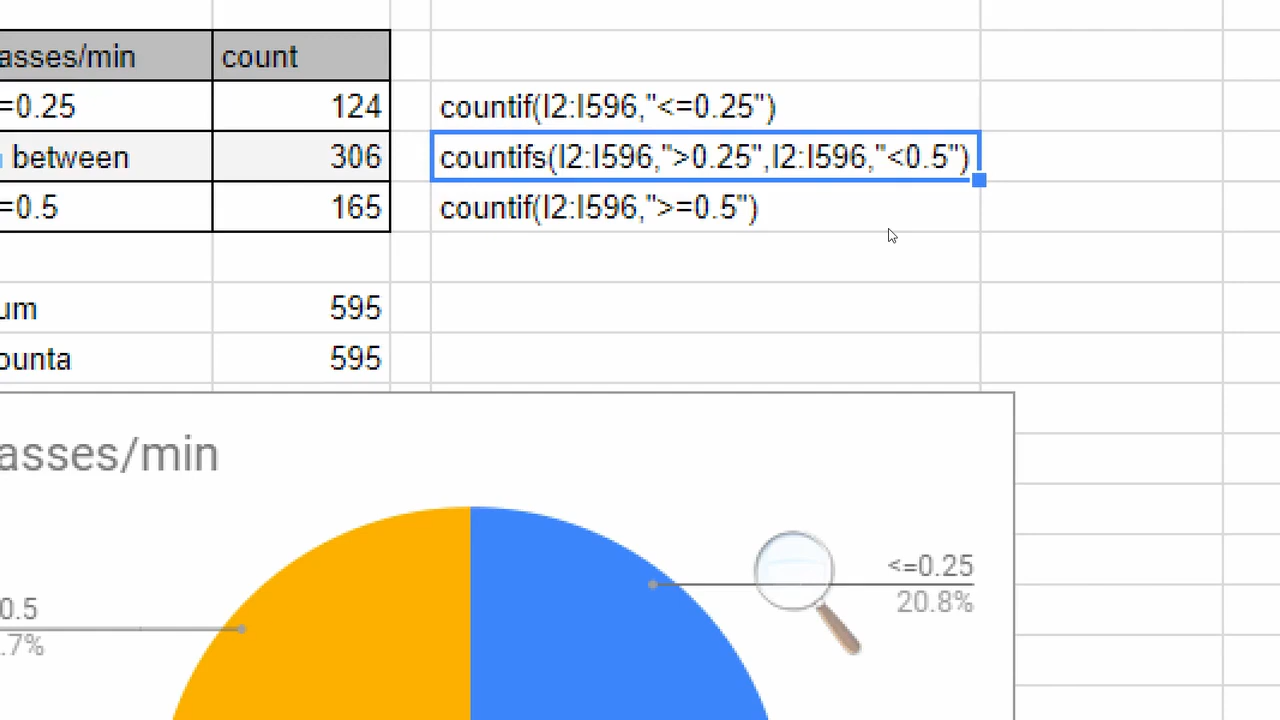 asses/min count
=0.25 124 countif(I2:I596,"<=0.25")
between 306 countifs(I2:I596,">0.25",I2:I596,"<0.5")
=0.5 165 countif(I2:I596,">=0.5")
um 595
ounta 595
asses/min
<=0.25
20.8%
0.5
.7%